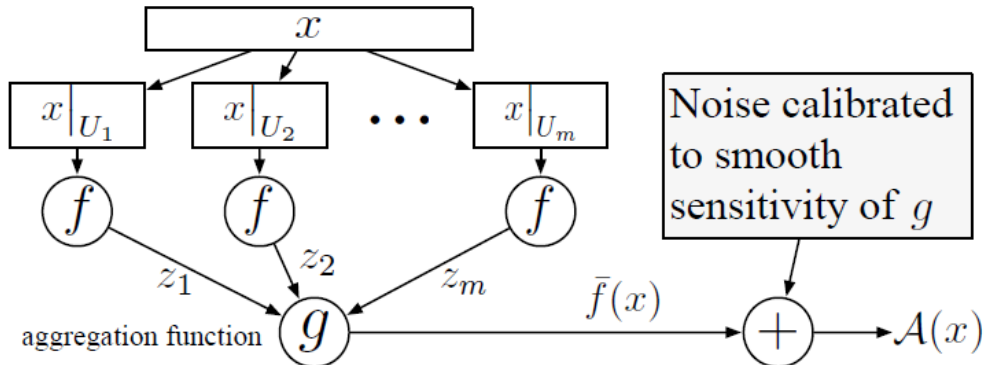 x
x|U₁ x|U₂ ••• x|Uₘ
Noise calibrated
to smooth
sensitivity of g
f f f
z₁ z₂ zₘ
f̄(x)
aggregation function g + 𝒜(x)